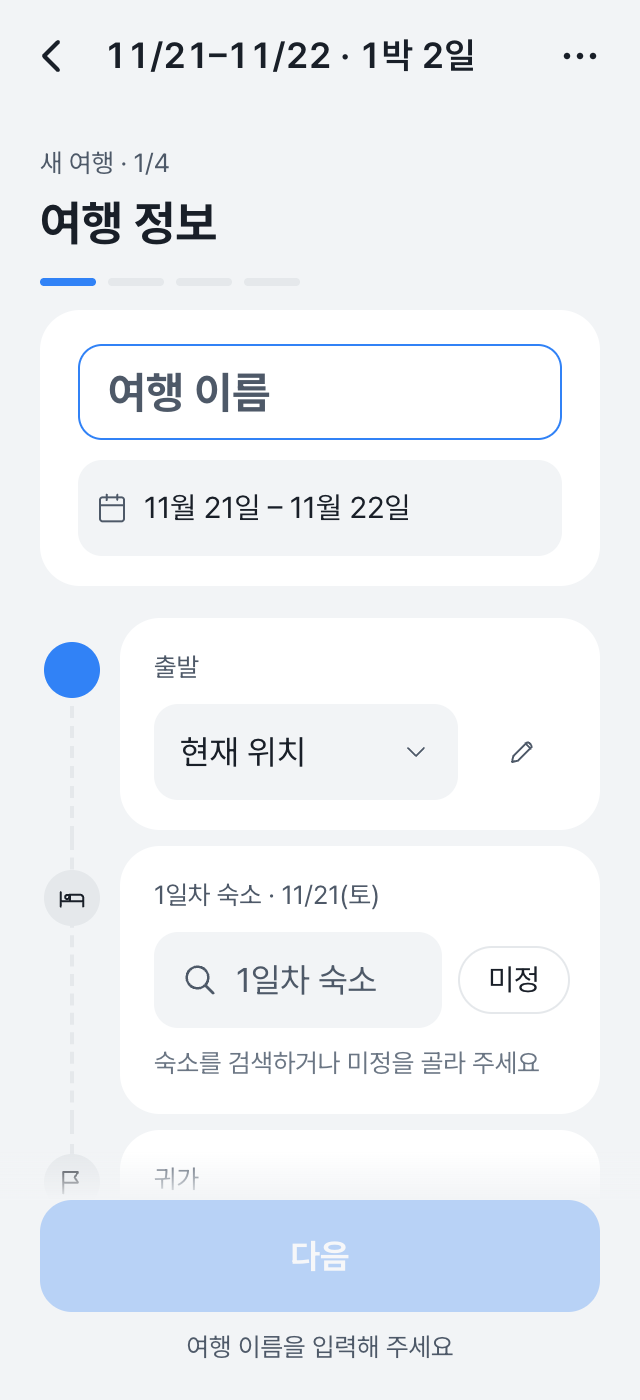 11/21–11/22 · 1박 2일
새 여행 · 1/4
여행 정보
여행 이름
11월 21일 – 11월 22일
출발
현재 위치
1일차 숙소 · 11/21(토)
1일차 숙소
미정
숙소를 검색하거나 미정을 골라 주세요
귀가
다음
여행 이름을 입력해 주세요